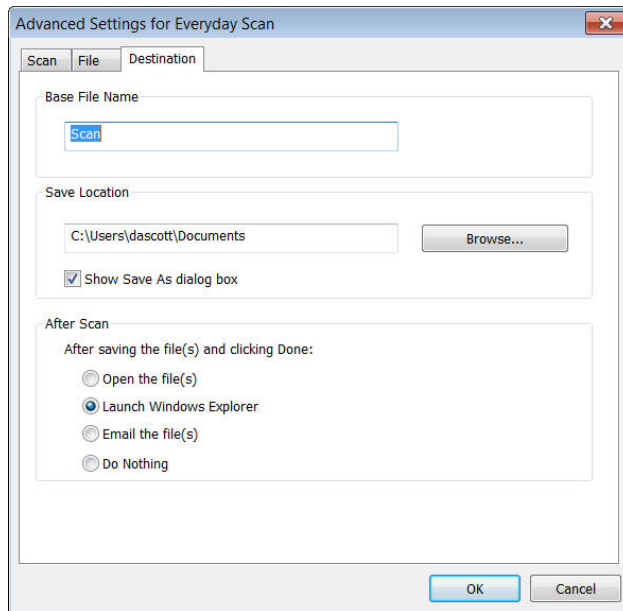 Advanced Settings for Everyday Scan
Scan File Destination
Base File Name
Scan
Save Location
C:\Users\dascott\Documents
Browse...
Show Save As dialog box
After Scan
After saving the file(s) and clicking Done:
Open the file(s)
Launch Windows Explorer
Email the file(s)
Do Nothing
OK Cancel